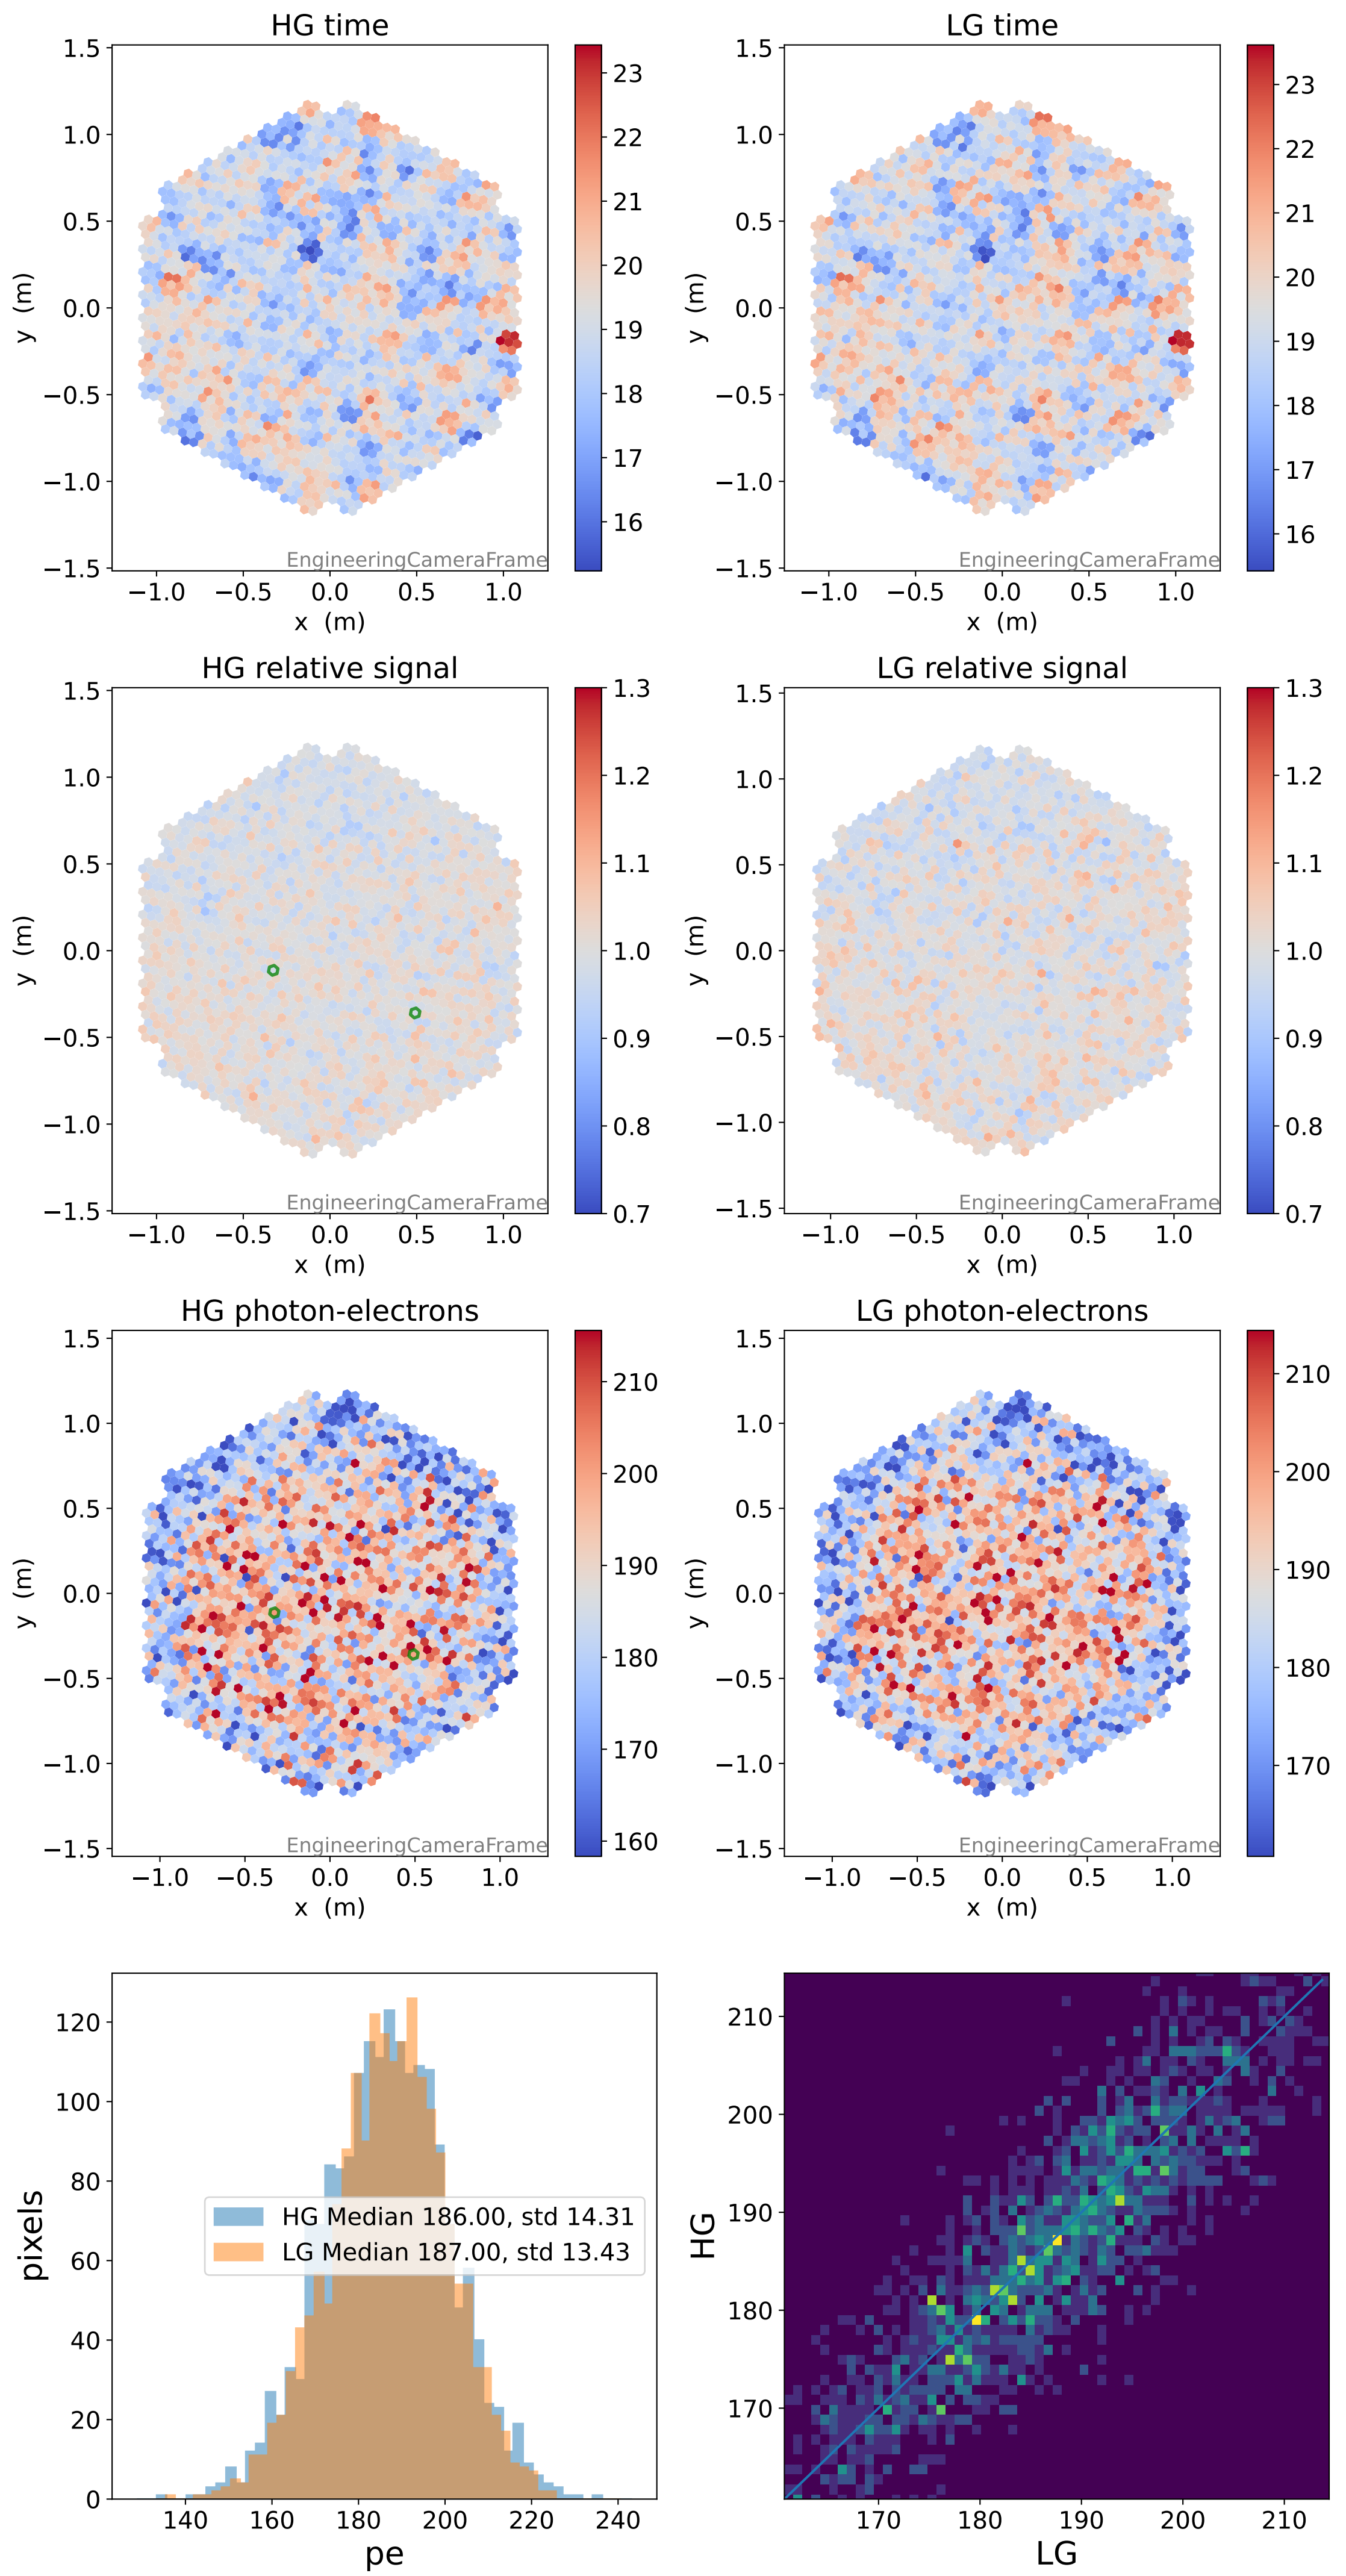 HG time
1.5
1.0
0.5
0.0
−0.5
−1.0
−1.5
y (m)
EngineeringCameraFrame
−1.0 −0.5 0.0 0.5 1.0
x (m)
23
22
21
20
19
18
17
16
LG time
1.5
1.0
0.5
0.0
−0.5
−1.0
−1.5
y (m)
EngineeringCameraFrame
−1.0 −0.5 0.0 0.5 1.0
x (m)
23
22
21
20
19
18
17
16
HG relative signal
1.5
1.0
0.5
0.0
−0.5
−1.0
−1.5
y (m)
EngineeringCameraFrame
−1.0 −0.5 0.0 0.5 1.0
x (m)
1.3
1.2
1.1
1.0
0.9
0.8
0.7
LG relative signal
1.5
1.0
0.5
0.0
−0.5
−1.0
−1.5
y (m)
EngineeringCameraFrame
−1.0 −0.5 0.0 0.5 1.0
x (m)
1.3
1.2
1.1
1.0
0.9
0.8
0.7
HG photon-electrons
1.5
1.0
0.5
0.0
−0.5
−1.0
−1.5
y (m)
EngineeringCameraFrame
−1.0 −0.5 0.0 0.5 1.0
x (m)
210
200
190
180
170
160
LG photon-electrons
1.5
1.0
0.5
0.0
−0.5
−1.0
−1.5
y (m)
EngineeringCameraFrame
−1.0 −0.5 0.0 0.5 1.0
x (m)
210
200
190
180
170
120
100
80
60
40
20
0
pixels
HG Median 186.00, std 14.31
LG Median 187.00, std 13.43
140 160 180 200 220 240
pe
210
200
190
180
170
HG
170 180 190 200 210
LG